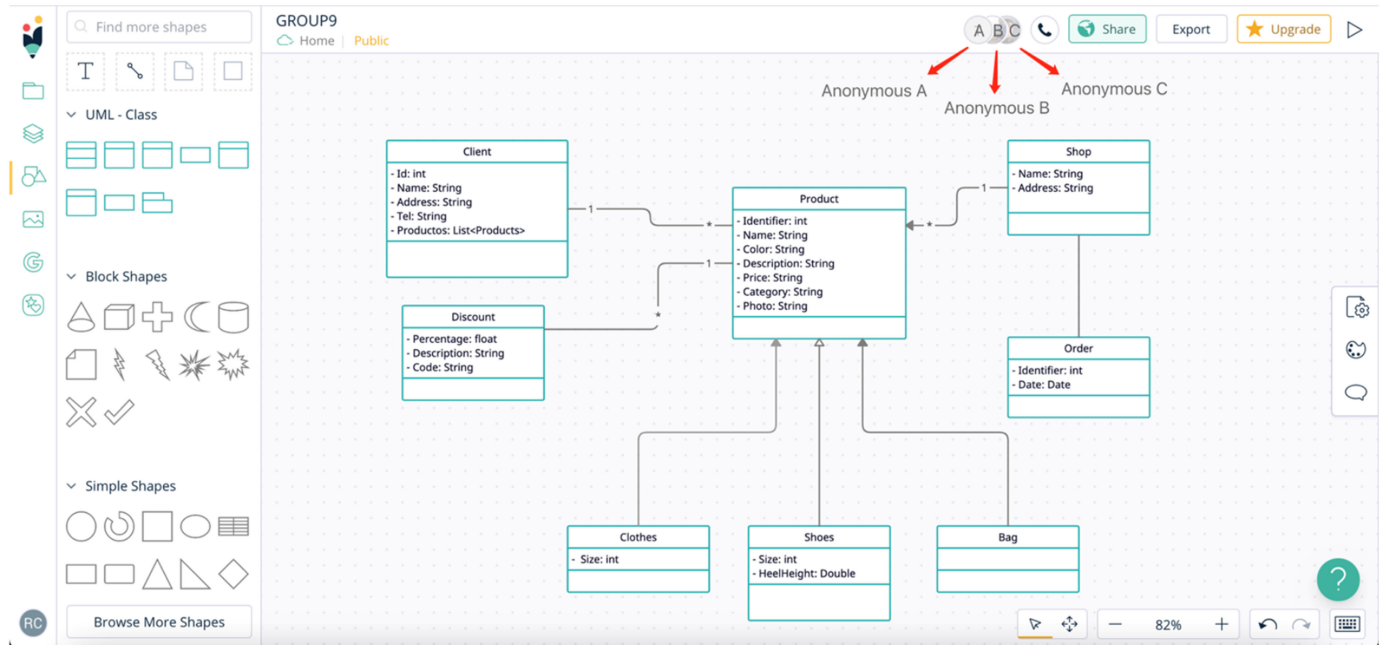 GROUP9
Home
Public
Find more shapes
A B C
Share
Export
Upgrade
T
Anonymous A
Anonymous B
Anonymous C
UML - Class
Block Shapes
Simple Shapes
Browse More Shapes
RC
Client
- Id: int
- Name: String
- Address: String
- Tel: String
- Productos: List<Products>
1
*
Discount
- Percentage: float
- Description: String
- Code: String
1
*
Product
- Identifier: int
- Name: String
- Color: String
- Description: String
- Price: String
- Category: String
- Photo: String
Shop
- Name: String
- Address: String
1
*
Order
- Identifier: int
- Date: Date
Clothes
- Size: int
Shoes
- Size: int
- HeelHeight: Double
Bag
?
82%